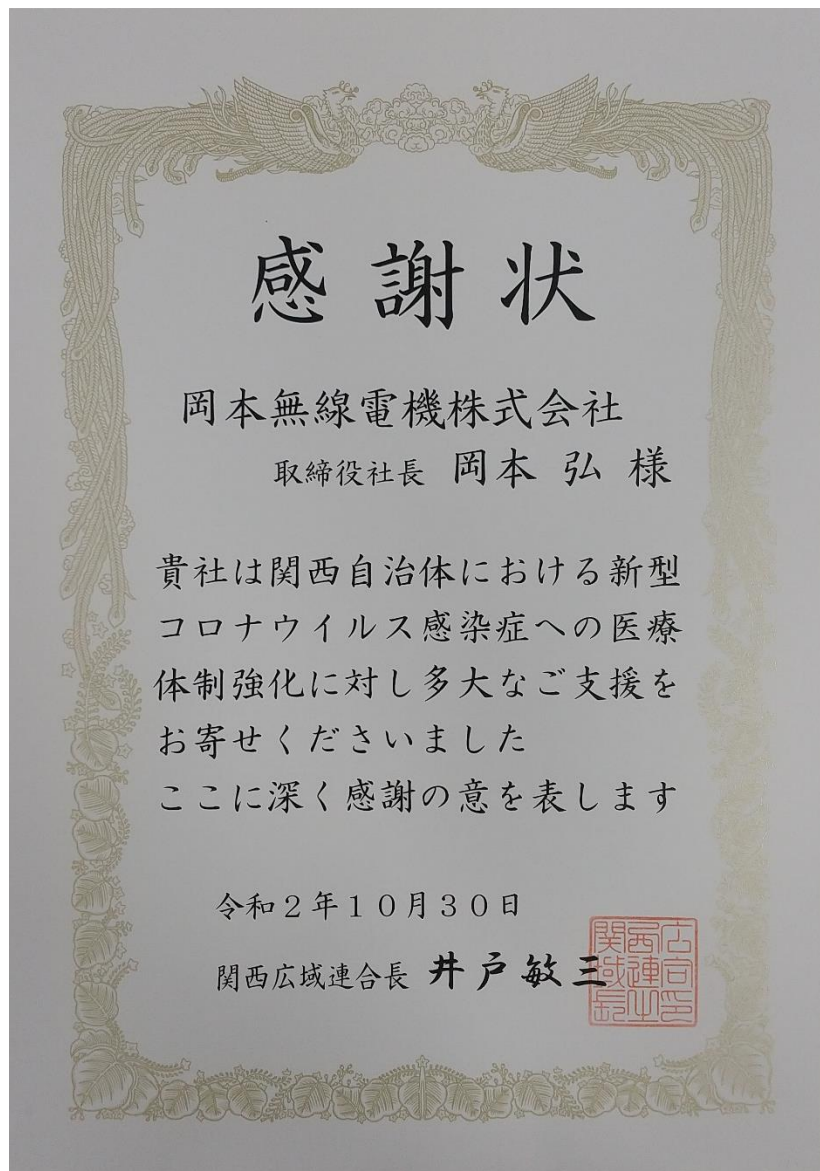 感謝状
岡本無線電機株式会社
取締役社長 岡本 弘 様
貴社は関西自治体における新型
コロナウイルス感染症への医療
体制強化に対し多大なご支援を
お寄せくださいました
ここに深く感謝の意を表します
令和2年10月30日
関西広域連合長 井戸敏三